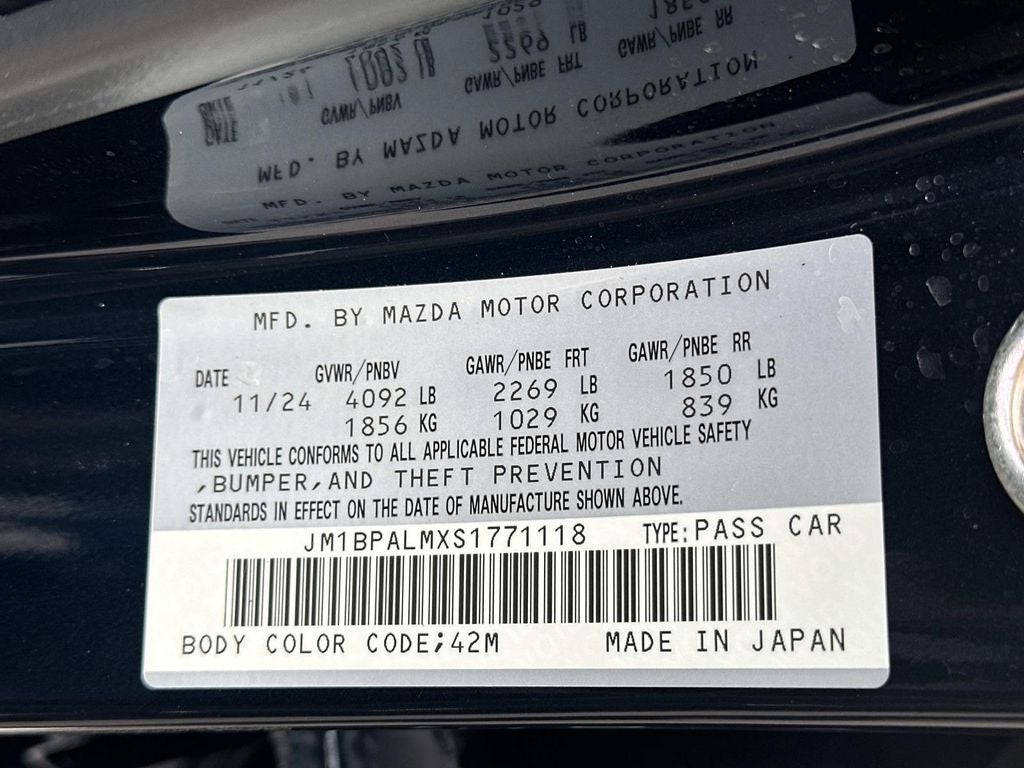 MFD. BY MAZDA MOTOR CORPORATION
DATE GVWR/PNBV GAWR/PNBE FRT GAWR/PNBE RR
11/24 4092 LB 2269 LB 1850 LB
1856 KG 1029 KG 839 KG
THIS VEHICLE CONFORMS TO ALL APPLICABLE FEDERAL MOTOR VEHICLE SAFETY
,BUMPER,AND THEFT PREVENTION
STANDARDS IN EFFECT ON THE DATE OF MANUFACTURE SHOWN ABOVE.
JM1BPALMXS1771118 TYPE:PASS CAR
BODY COLOR CODE;42M MADE IN JAPAN